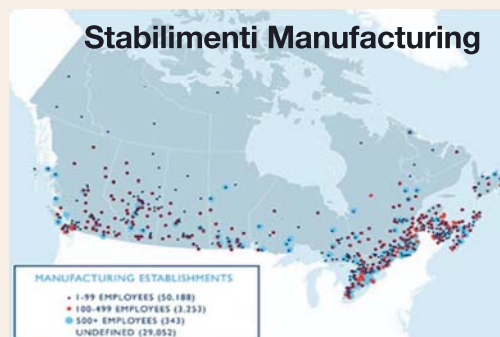 Stabilimenti Manufacturing
MANUFACTURING ESTABLISHMENTS
• 1-99 EMPLOYEES (50,188)
• 100-499 EMPLOYEES (3,253)
• 500+ EMPLOYEES (343)
UNDEFINED (29,052)